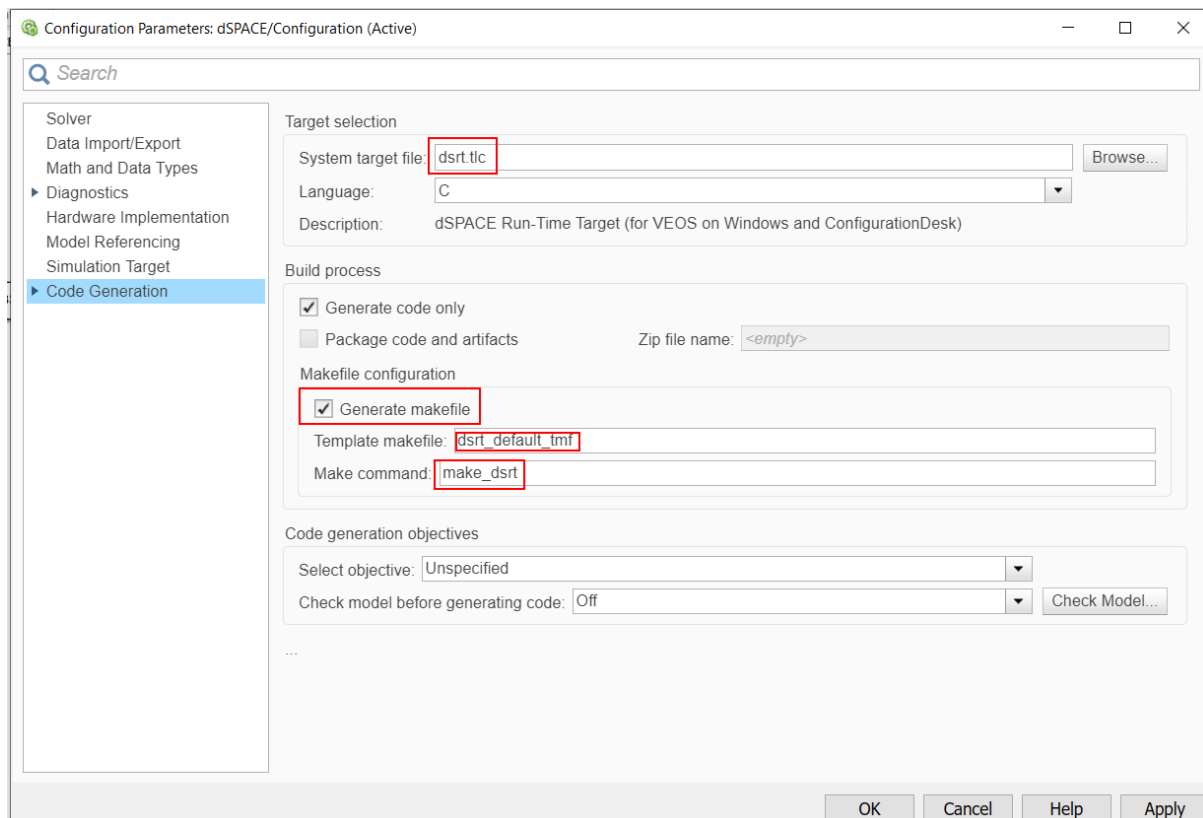 Configuration Parameters: dSPACE/Configuration (Active)
Search
Solver
Data Import/Export
Math and Data Types
Diagnostics
Hardware Implementation
Model Referencing
Simulation Target
Code Generation
Target selection
System target file: dsrt.tlc Browse...
Language: C
Description: dSPACE Run-Time Target (for VEOS on Windows and ConfigurationDesk)
Build process
Generate code only
Package code and artifacts Zip file name: <empty>
Makefile configuration
Generate makefile
Template makefile: dsrt_default_tmf
Make command: make_dsrt
Code generation objectives
Select objective: Unspecified
Check model before generating code: Off Check Model...
...
OK Cancel Help Apply